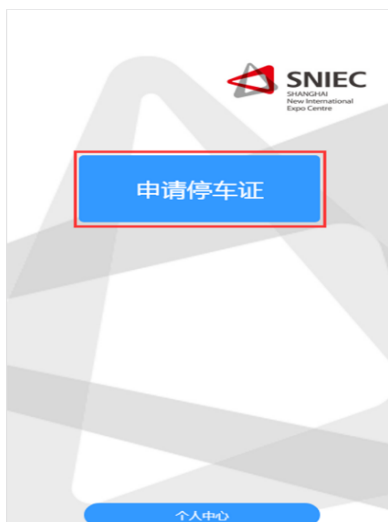 SNIEC
SHANGHAI
New International
Expo Centre
申请停车证
个人中心